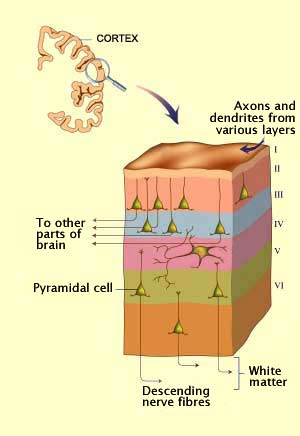 CORTEX
Axons and
dendrites from
various layers
I
II
III
IV
V
VI
To other
parts of
brain
Pyramidal cell
White
matter
Descending
nerve fibres